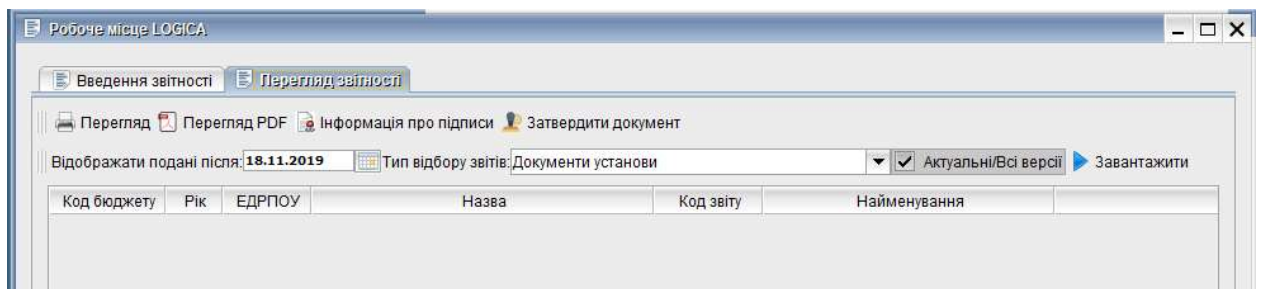 Робоче місце LOGICA
Введення звітності Перегляд звітності
Перегляд Перегляд PDF Інформація про підписи Затвердити документ
Відображати подані після: 18.11.2019 Тип відбору звітів: Документи установи Актуальні/Всі версії Завантажити
Код бюджету Рік ЕДРПОУ Назва Код звіту Найменування